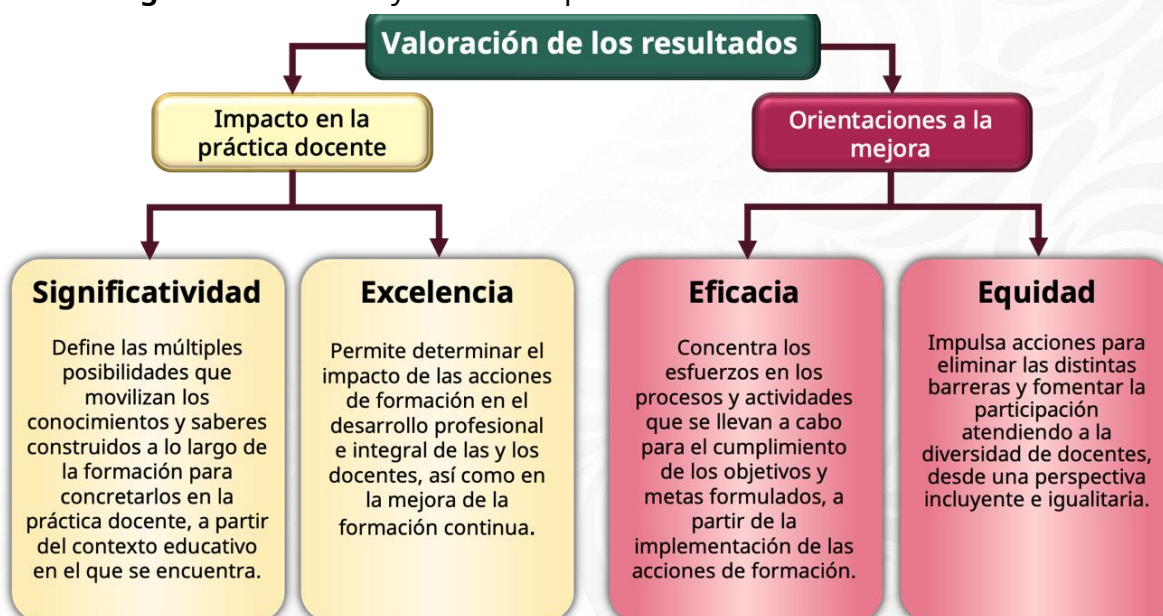 Valoración de los resultados
Impacto en la
práctica docente
Orientaciones a la
mejora
Significatividad
Define las múltiples
posibilidades que
movilizan los
conocimientos y saberes
construidos a lo largo de
la formación para
concretarlos en la
práctica docente, a partir
del contexto educativo
en el que se encuentra.
Excelencia
Permite determinar el
impacto de las acciones
de formación en el
desarrollo profesional
e integral de las y los
docentes, así como en
la mejora de la
formación continua.
Eficacia
Concentra los
esfuerzos en los
procesos y actividades
que se llevan a cabo
para el cumplimiento
de los objetivos y
metas formulados, a
partir de la
implementación de las
acciones de formación.
Equidad
Impulsa acciones para
eliminar las distintas
barreras y fomentar la
participación
atendiendo a la
diversidad de docentes,
desde una perspectiva
incluyente e igualitaria.